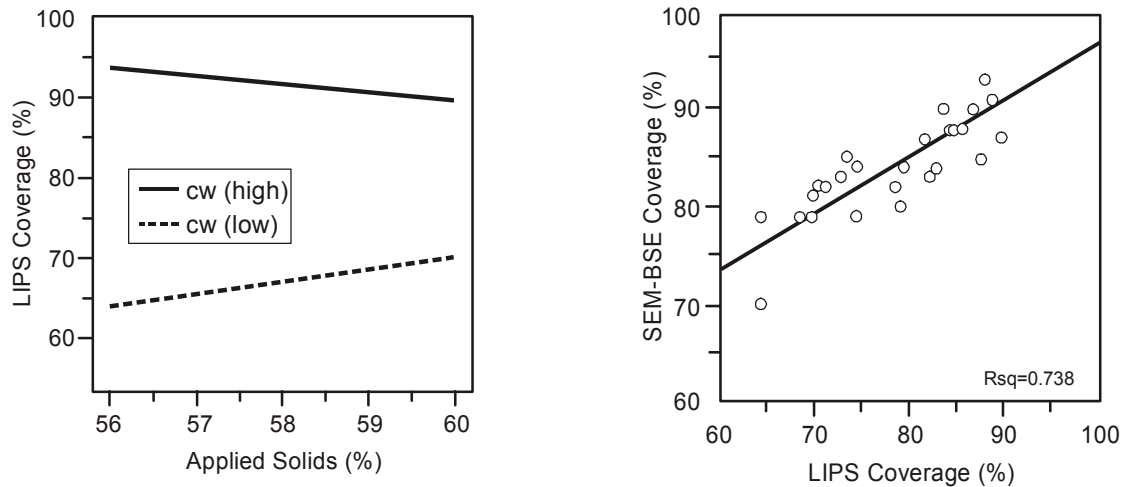 100
90
80
70
60
LIPS Coverage (%)
cw (high)
cw (low)
56 57 58 59 60
Applied Solids (%)
100
90
80
70
60
SEM-BSE Coverage (%)
Rsq=0.738
60 70 80 90 100
LIPS Coverage (%)